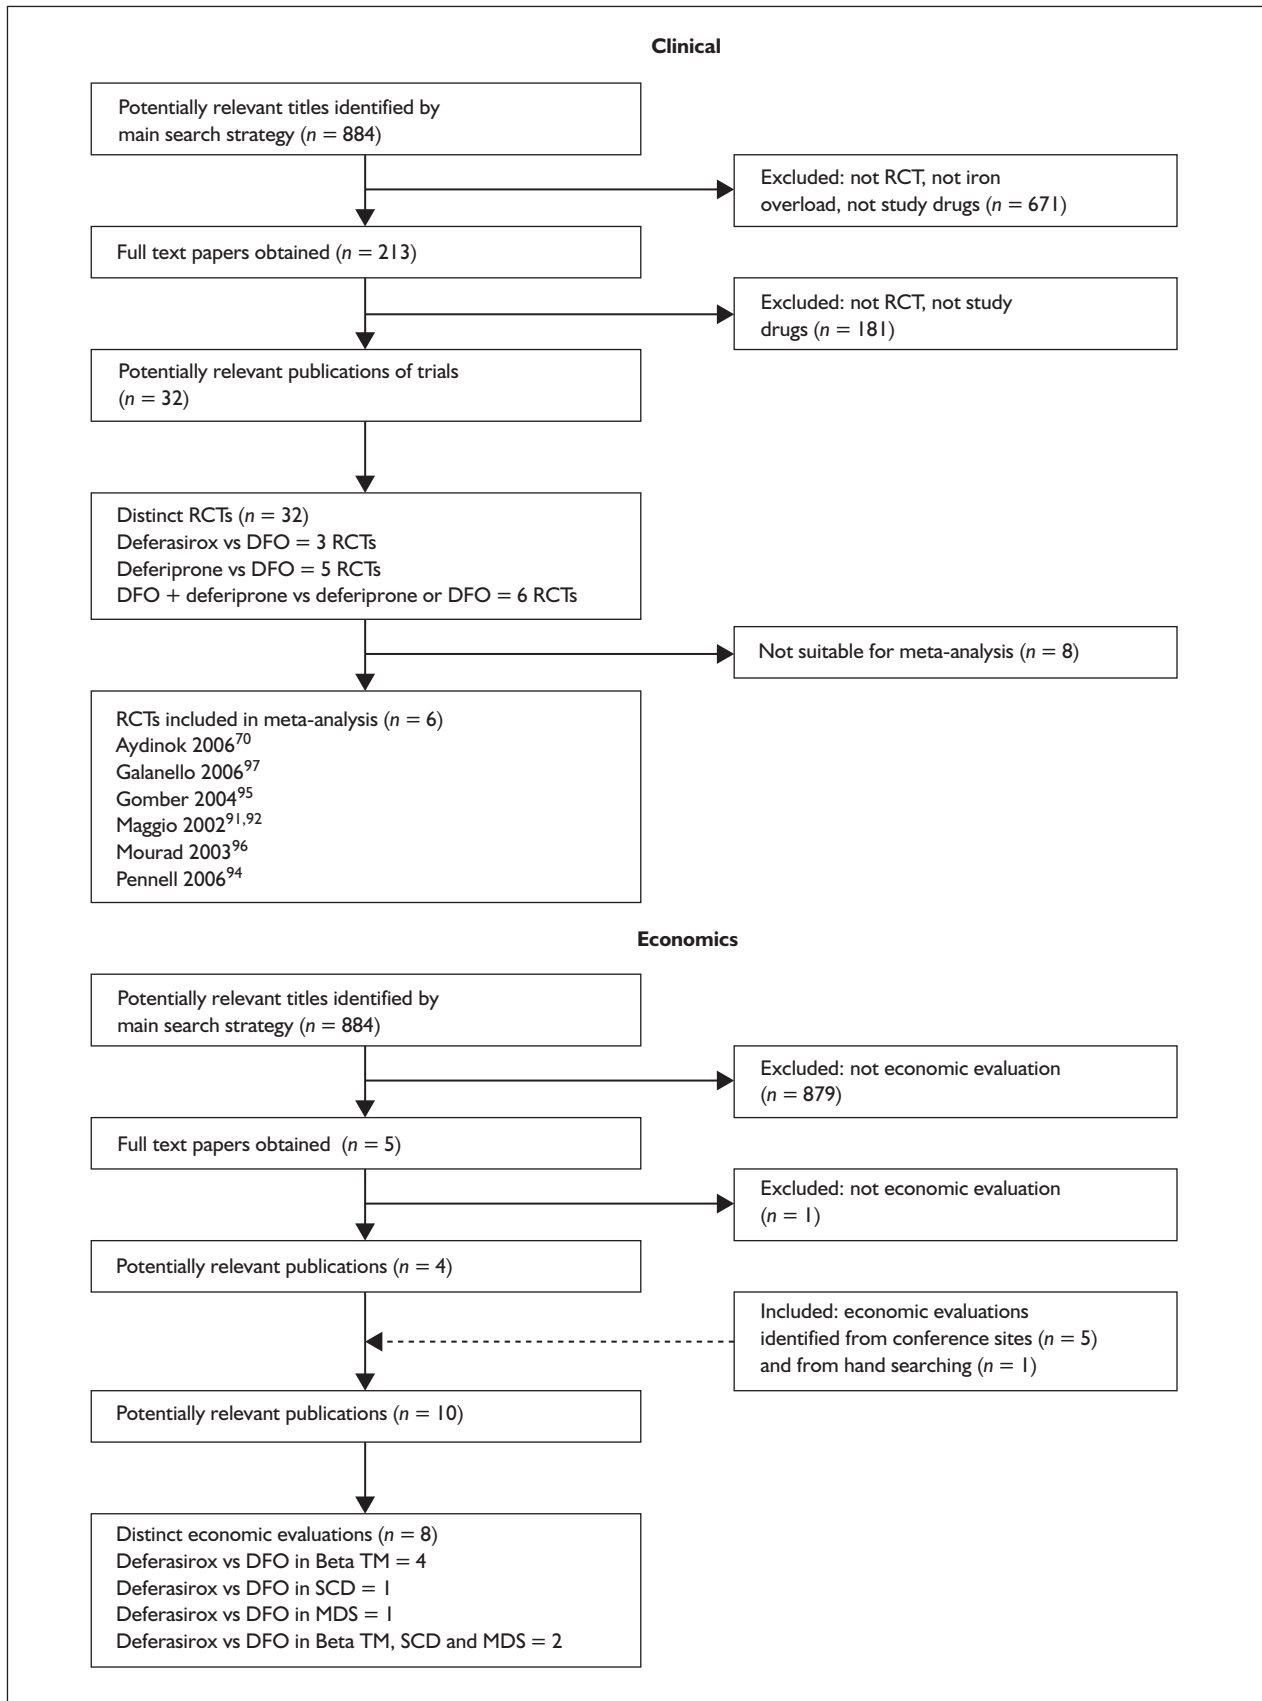 Clinical
Potentially relevant titles identified by
main search strategy (n = 884)
Excluded: not RCT, not iron
overload, not study drugs (n = 671)
Full text papers obtained (n = 213)
Excluded: not RCT, not study
drugs (n = 181)
Potentially relevant publications of trials
(n = 32)
Distinct RCTs (n = 32)
Deferasirox vs DFO = 3 RCTs
Deferiprone vs DFO = 5 RCTs
DFO + deferiprone vs deferiprone or DFO = 6 RCTs
Not suitable for meta-analysis (n = 8)
RCTs included in meta-analysis (n = 6)
Aydinok 2006⁷⁰
Galanello 2006⁹⁷
Gomber 2004⁹⁵
Maggio 2002⁹¹,⁹²
Mourad 2003⁹⁶
Pennell 2006⁹⁴
Economics
Potentially relevant titles identified by
main search strategy (n = 884)
Excluded: not economic evaluation
(n = 879)
Full text papers obtained (n = 5)
Excluded: not economic evaluation
(n = 1)
Potentially relevant publications (n = 4)
Included: economic evaluations
identified from conference sites (n = 5)
and from hand searching (n = 1)
Potentially relevant publications (n = 10)
Distinct economic evaluations (n = 8)
Deferasirox vs DFO in Beta TM = 4
Deferasirox vs DFO in SCD = 1
Deferasirox vs DFO in MDS = 1
Deferasirox vs DFO in Beta TM, SCD and MDS = 2